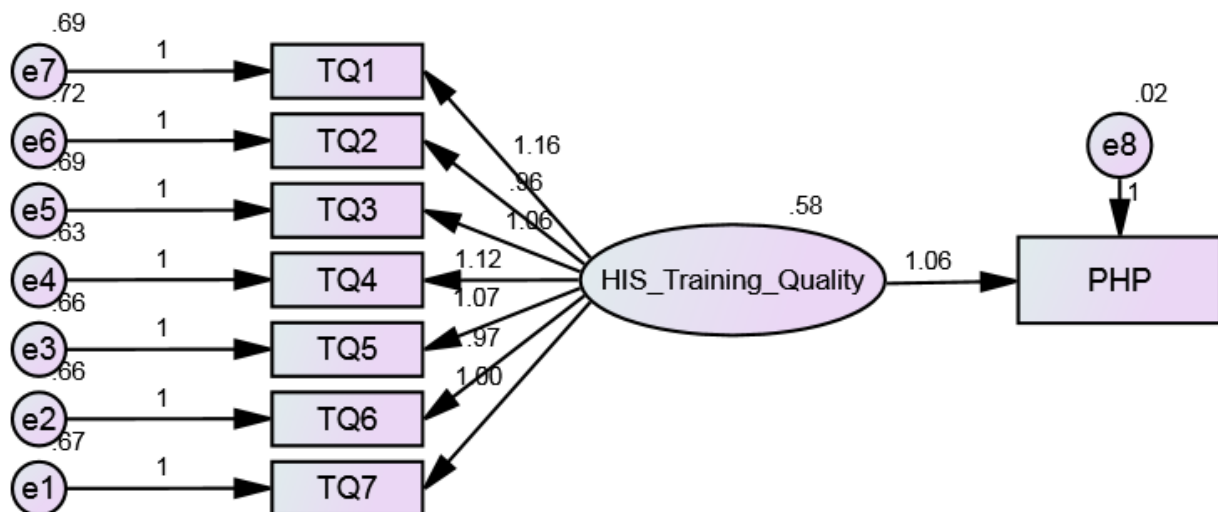 .69
e7 1 TQ1
.72
e6 1 TQ2
.69
e5 1 TQ3
.63
e4 1 TQ4
.66
e3 1 TQ5
.66
e2 1 TQ6
.67
e1 1 TQ7
1.16
.96
1.06
1.12
1.07
.97
1.00
.58
HIS_Training_Quality
1.06
.02
e8
1
PHP